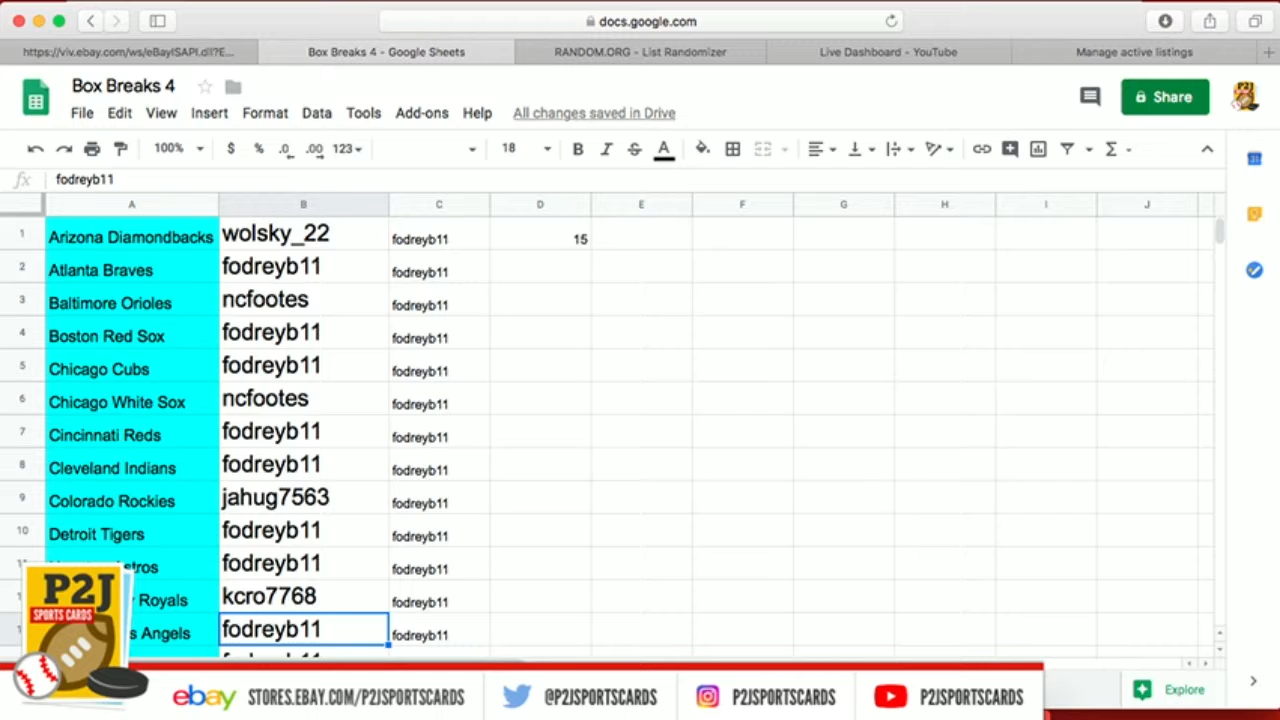 docs.google.com
https://viv.ebay.com/ws/eBayISAPI.dll?E...
Box Breaks 4 - Google Sheets
RANDOM.ORG - List Randomizer
Live Dashboard - YouTube
Manage active listings
Box Breaks 4
Share
File Edit View Insert Format Data Tools Add-ons Help All changes saved in Drive
100% $ % .0 .00 123 18 B I S A
fx fodreyb11
A B C D E F G H I J
1 Arizona Diamondbacks wolsky_22 fodreyb11 15
2 Atlanta Braves fodreyb11 fodreyb11
3 Baltimore Orioles ncfootes fodreyb11
4 Boston Red Sox fodreyb11 fodreyb11
5 Chicago Cubs fodreyb11 fodreyb11
6 Chicago White Sox ncfootes fodreyb11
7 Cincinnati Reds fodreyb11 fodreyb11
8 Cleveland Indians fodreyb11 fodreyb11
9 Colorado Rockies jahug7563 fodreyb11
10 Detroit Tigers fodreyb11 fodreyb11
fodreyb11 fodreyb11
Royals kcro7768 fodreyb11
Angels fodreyb11 fodreyb11
P2J
SPORTS CARDS
ebay STORES.EBAY.COM/P2JSPORTSCARDS
@P2JSPORTSCARDS
P2JSPORTSCARDS
P2JSPORTSCARDS
Explore